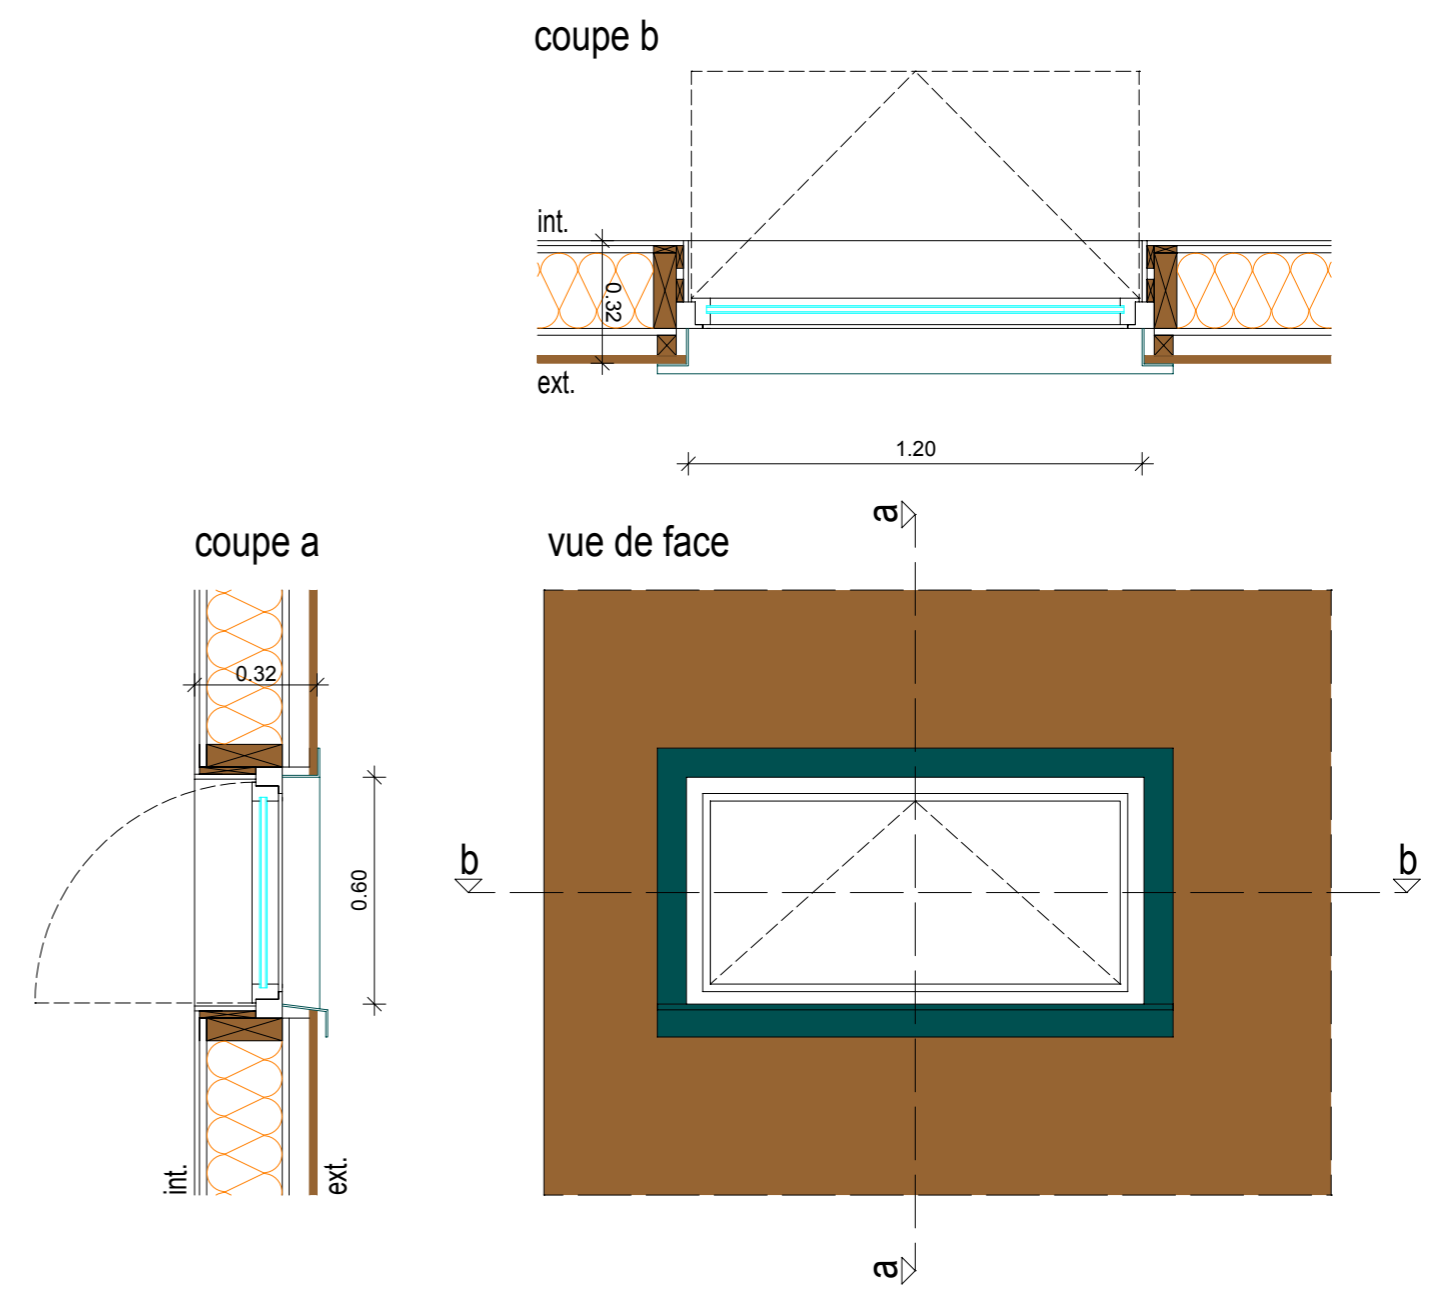 coupe b
int.
0.32
ext.
1.20
a
coupe a
vue de face
0.32
0.60
b
b
int.
ext.
a